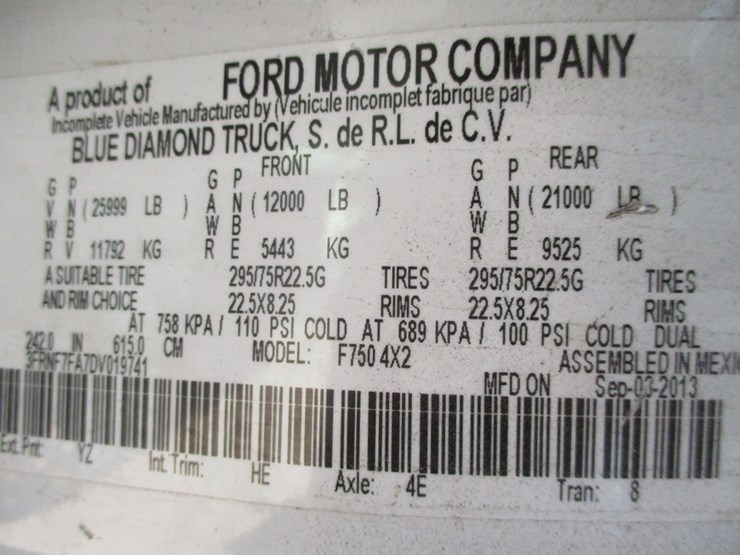 A product of FORD MOTOR COMPANY
Incomplete Vehicle Manufactured by (Vehicule incomplet fabrique par)
BLUE DIAMOND TRUCK, S. de R.L. de C.V.
FRONT REAR
G P G P G P
V N ( 25999 LB ) A N ( 12000 LB ) A N ( 21000 LB )
W B W B W B
R V 11792 KG R E 5443 KG R E 9525 KG
A SUITABLE TIRE 295/75R22.5G TIRES 295/75R22.5G TIRES
AND RIM CHOICE 22.5X8.25 RIMS 22.5X8.25 RIMS
AT 758 KPA / 110 PSI COLD AT 689 KPA / 100 PSI COLD DUAL
242.0 IN 615.0 CM MODEL: F750 4X2 ASSEMBLED IN MEXI
3FRNF7FA7DV019741 MFD ON Sep-03-2013
Ext. Pnt: YZ Int. Trim: HE Axle: 4E Tran: 8